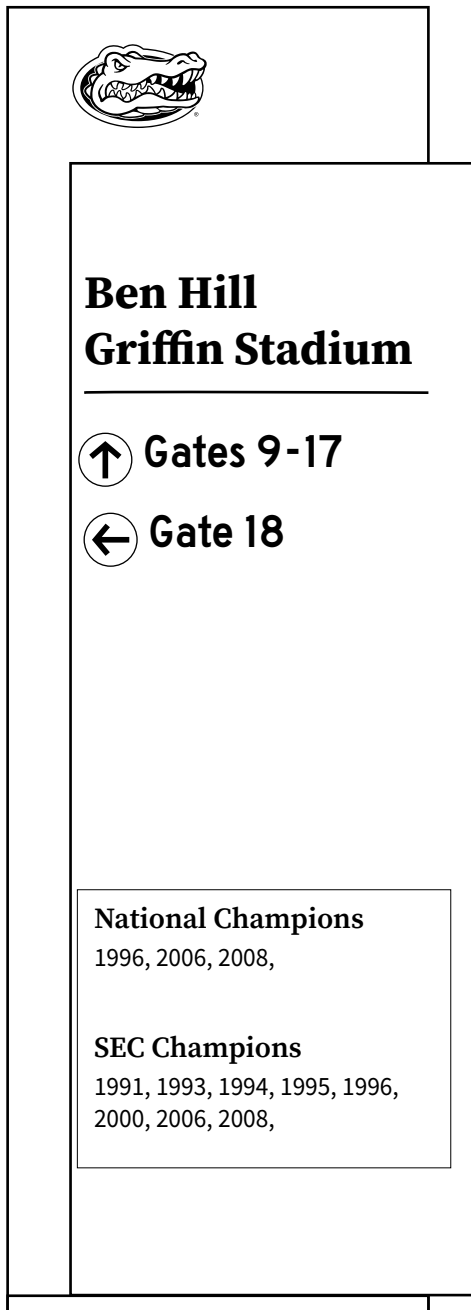 Ben Hill
Griffin Stadium
Gates 9-17
Gate 18
National Champions
1996, 2006, 2008,
SEC Champions
1991, 1993, 1994, 1995, 1996,
2000, 2006, 2008,